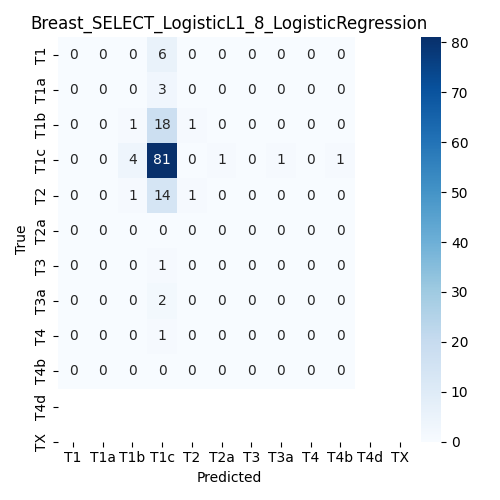 Breast_SELECT_LogisticL1_8_LogisticRegression
T1 0 0 0 6 0 0 0 0 0 0
T1a 0 0 0 3 0 0 0 0 0 0
T1b 0 0 1 18 1 0 0 0 0 0
T1c 0 0 4 81 0 1 0 1 0 1
T2 0 0 1 14 1 0 0 0 0 0
T2a 0 0 0 0 0 0 0 0 0 0
T3 0 0 0 1 0 0 0 0 0 0
T3a 0 0 0 2 0 0 0 0 0 0
T4 0 0 0 1 0 0 0 0 0 0
T4b 0 0 0 0 0 0 0 0 0 0
T4d
TX
True
T1 T1a T1b T1c T2 T2a T3 T3a T4 T4b T4d TX
Predicted
80
70
60
50
40
30
20
10
0